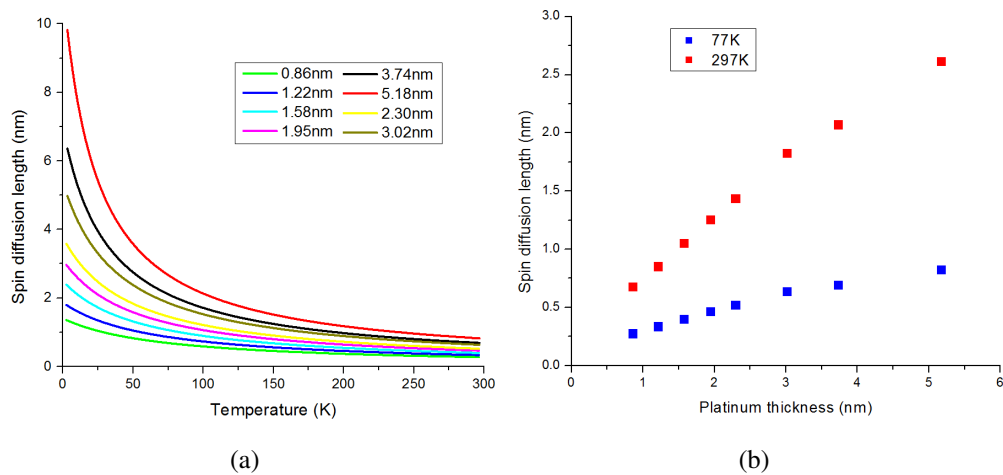 10
8
6
4
2
0
Spin diffusion length (nm)
0.86nm 3.74nm
1.22nm 5.18nm
1.58nm 2.30nm
1.95nm 3.02nm
0 50 100 150 200 250 300
Temperature (K)
(a)
3.0
2.5
2.0
1.5
1.0
0.5
0.0
Spin diffusion length (nm)
77K
297K
0 1 2 3 4 5 6
Platinum thickness (nm)
(b)